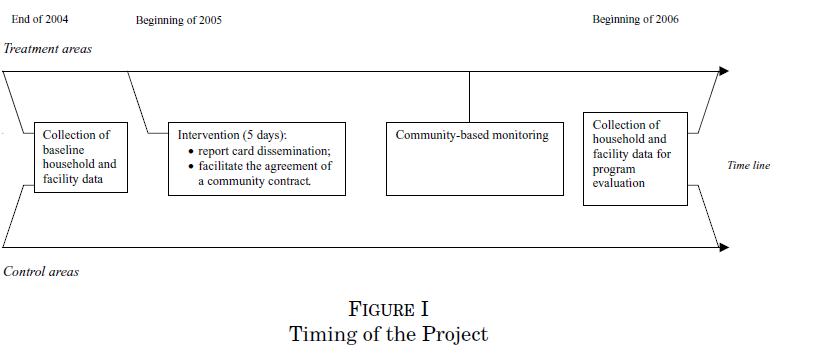 End of 2004
Beginning of 2005
Beginning of 2006
Treatment areas
Collection of
baseline
household and
facility data
Intervention (5 days):
• report card dissemination;
• facilitate the agreement of
a community contract.
Community-based monitoring
Collection of
household and
facility data for
program
evaluation
Time line
Control areas
FIGURE I
Timing of the Project